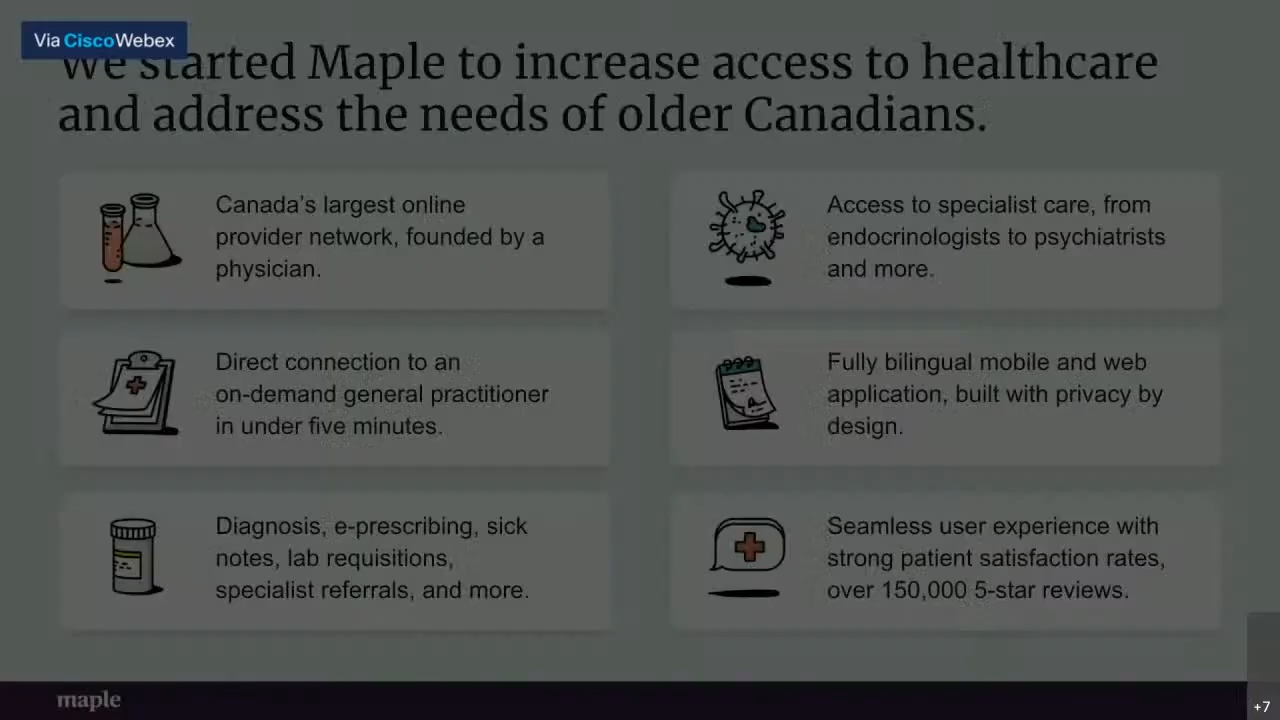 Via CiscoWebex
We started Maple to increase access to healthcare
and address the needs of older Canadians.
Canada’s largest online
provider network, founded by a
physician.
Access to specialist care, from
endocrinologists to psychiatrists
and more.
Direct connection to an
on-demand general practitioner
in under five minutes.
Fully bilingual mobile and web
application, built with privacy by
design.
Diagnosis, e-prescribing, sick
notes, lab requisitions,
specialist referrals, and more.
Seamless user experience with
strong patient satisfaction rates,
over 150,000 5-star reviews.
maple
+7